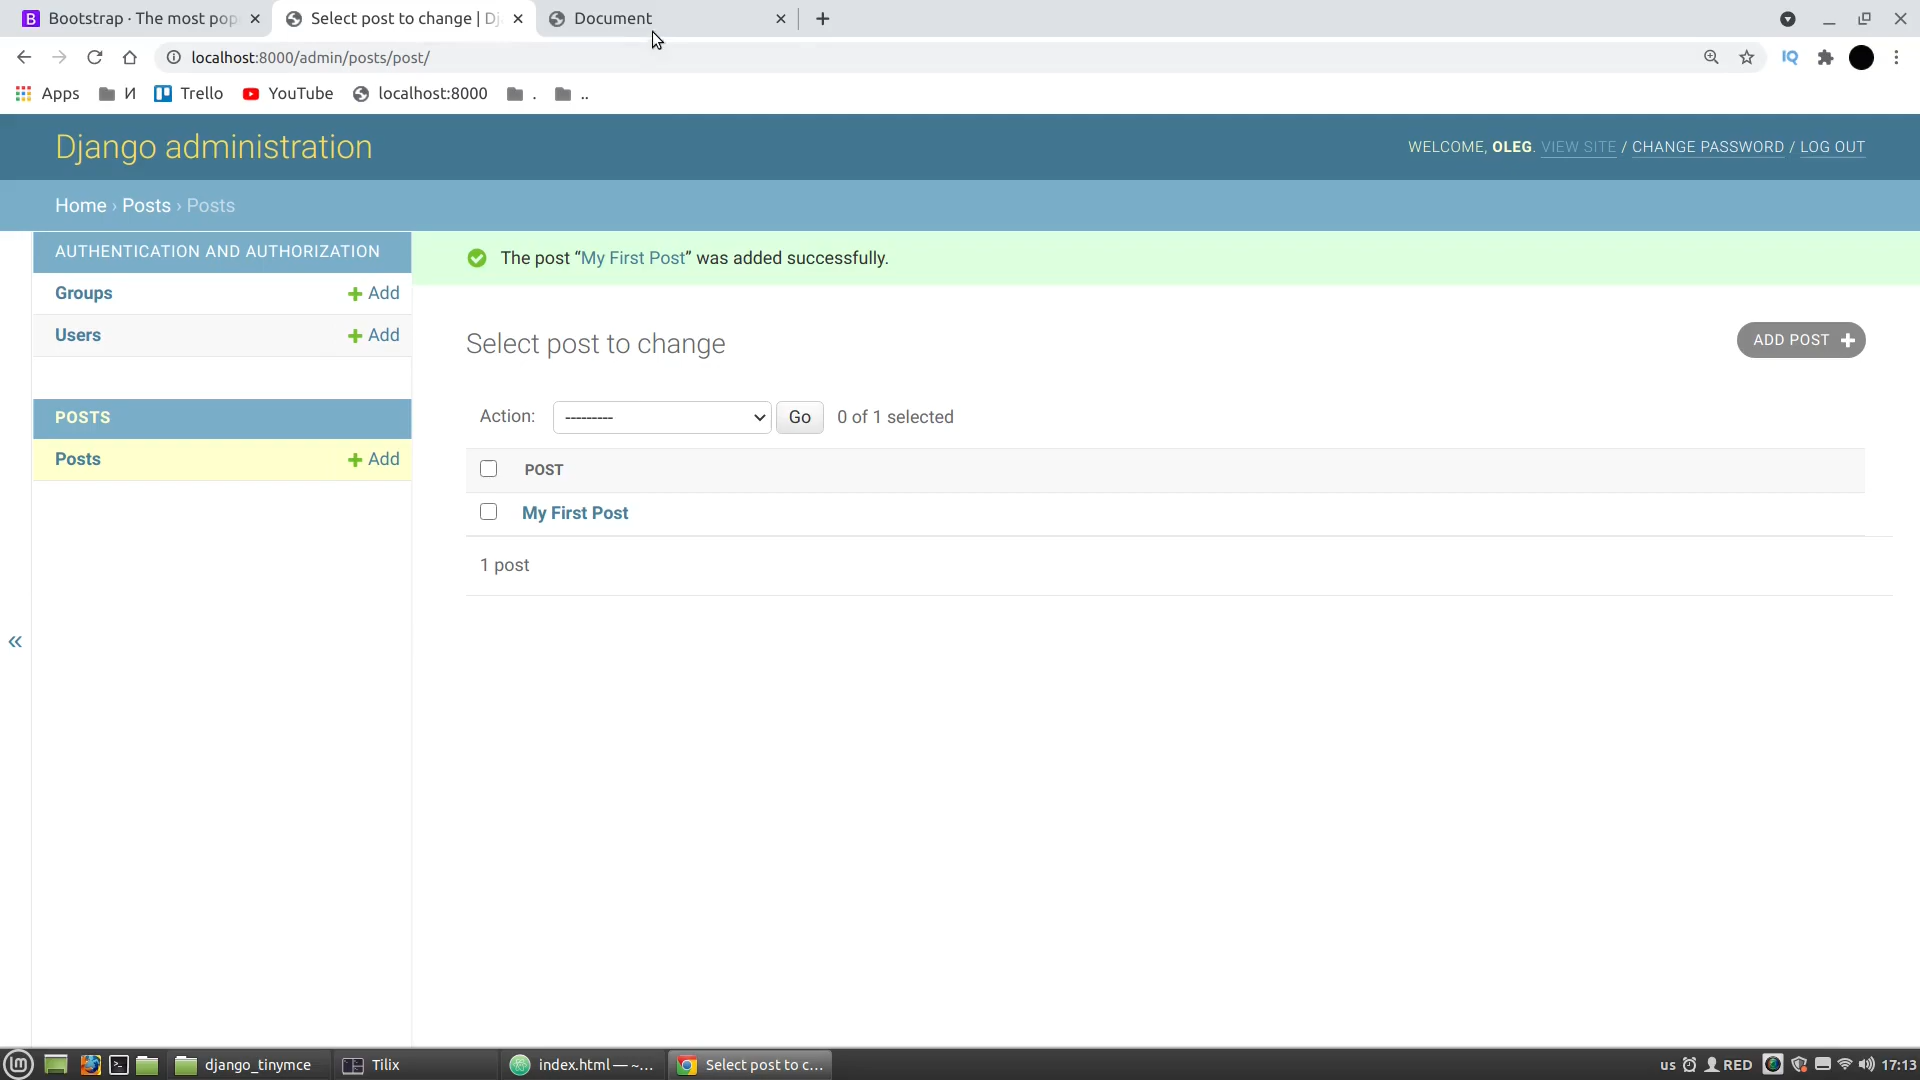 Bootstrap · The most pop
Select post to change | Dj
Document
localhost:8000/admin/posts/post/
IQ
Apps
И
Trello
YouTube
localhost:8000
.
..
Django administration
WELCOME, OLEG. VIEW SITE / CHANGE PASSWORD / LOG OUT
Home › Posts › Posts
AUTHENTICATION AND AUTHORIZATION
Groups
+ Add
Users
+ Add
POSTS
Posts
+ Add
«
The post “My First Post” was added successfully.
Select post to change
ADD POST +
Action:
---------
Go
0 of 1 selected
POST
My First Post
1 post
django_tinymce
Tilix
index.html — ~...
Select post to c...
us
RED
17:13